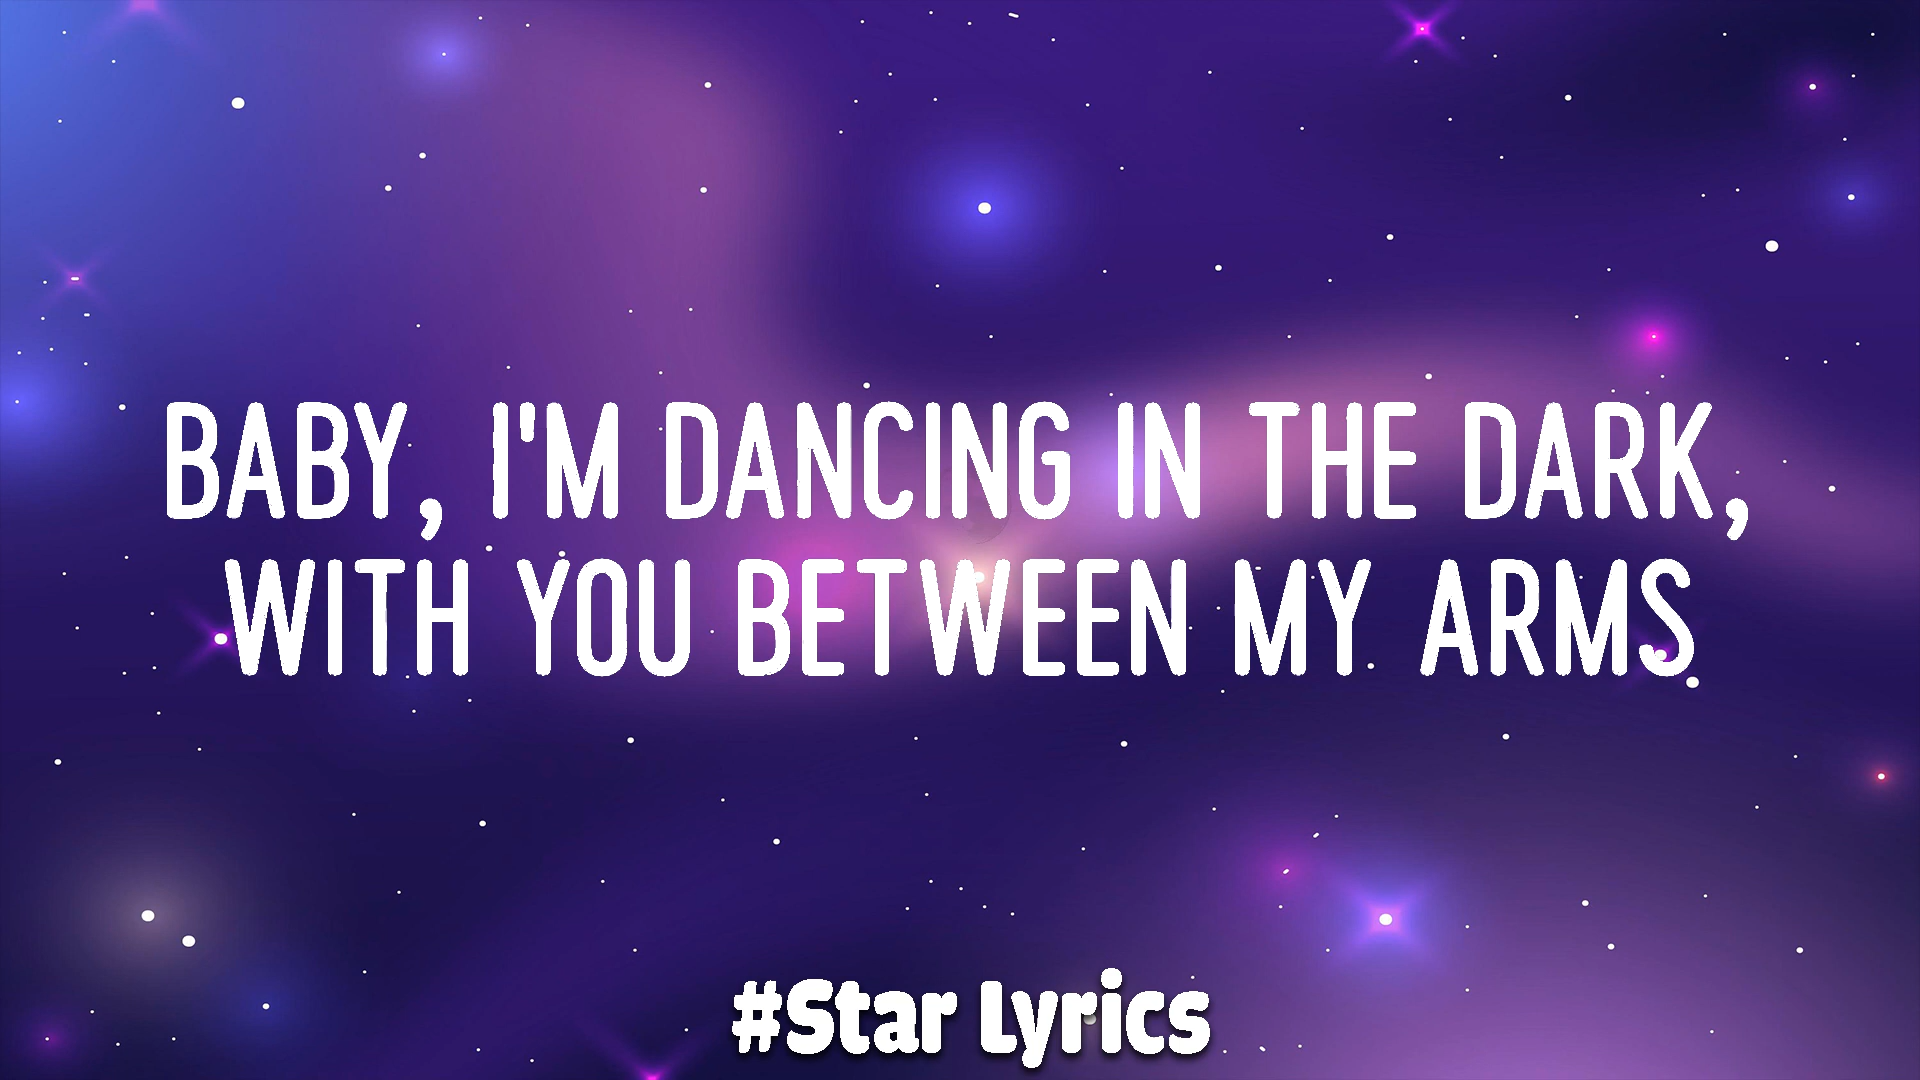 BABY, I'M DANCING IN THE DARK,
WITH YOU BETWEEN MY ARMS
#Star Lyrics